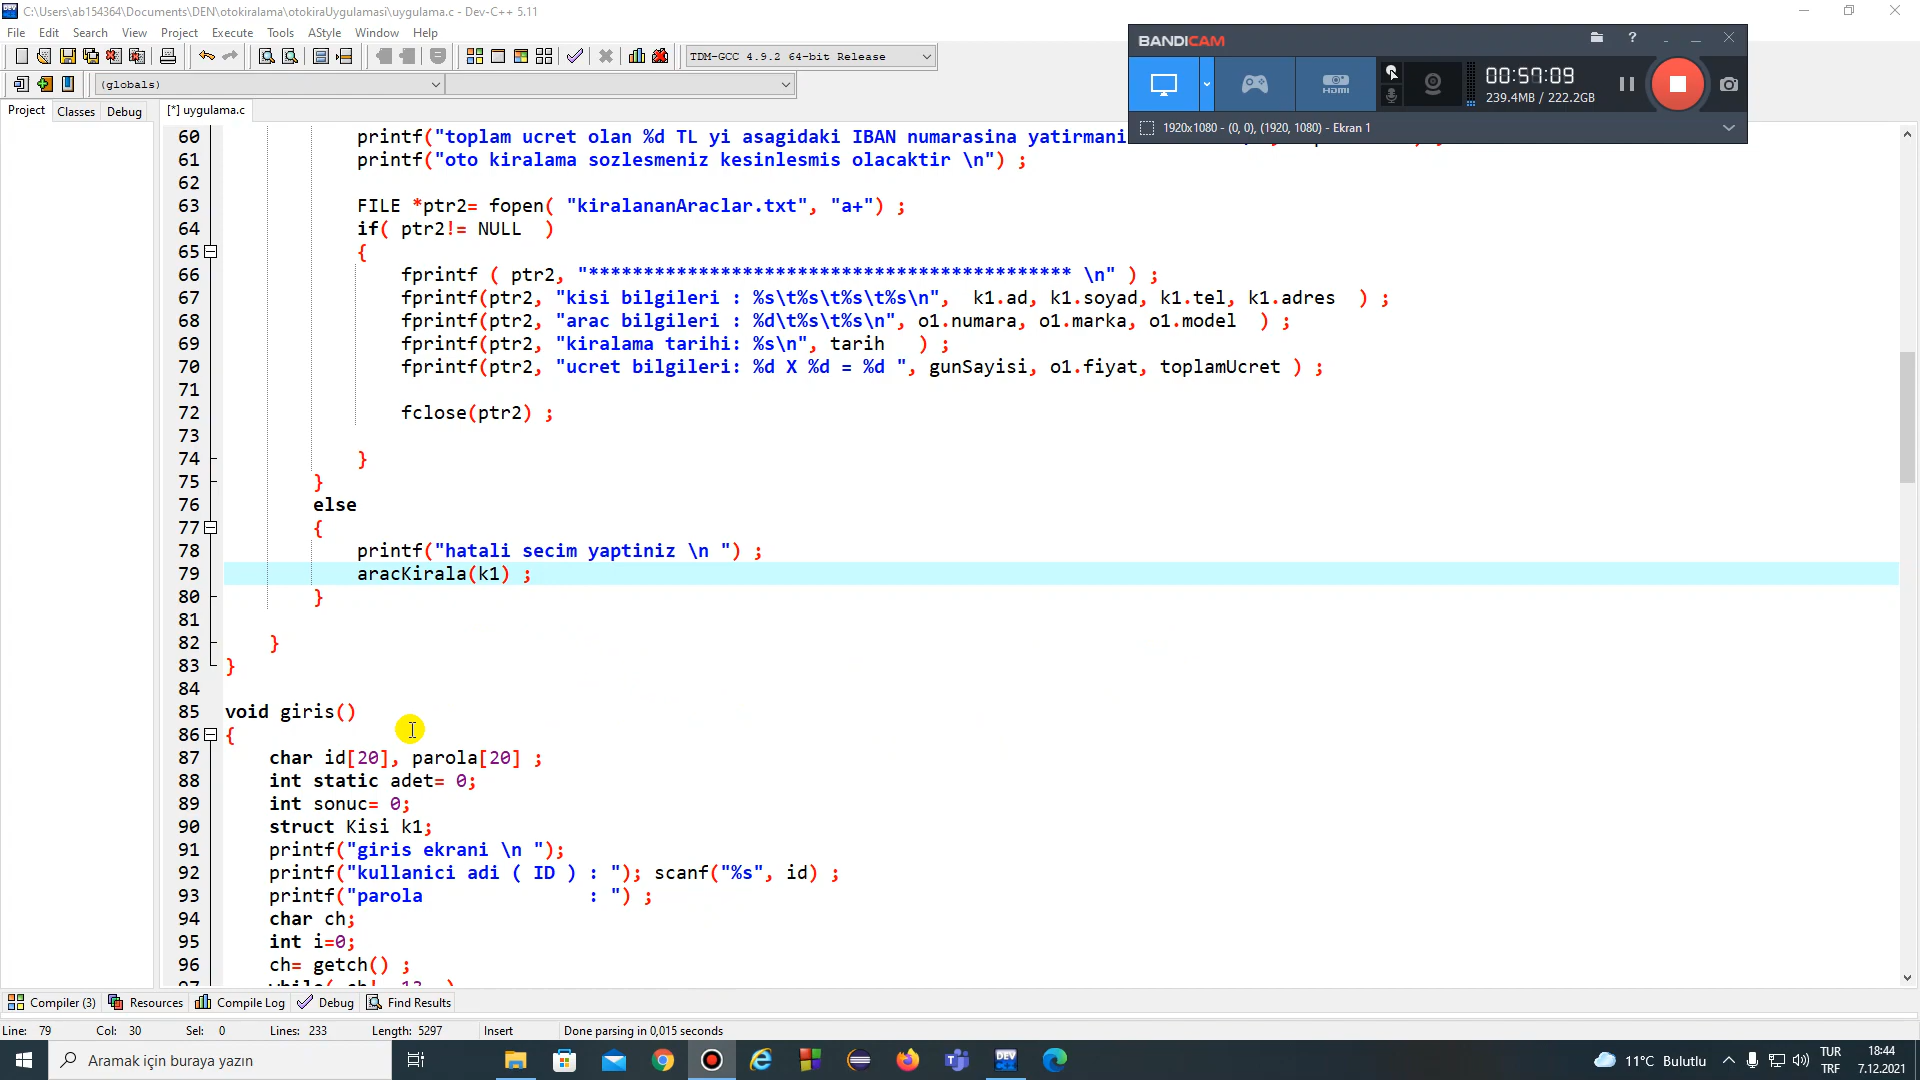 C:\Users\ab154364\Documents\DEN\otokiralama\otokiraUygulamasi\uygulama.c - Dev-C++ 5.11
File Edit Search View Project Execute Tools AStyle Window Help
TDM-GCC 4.9.2 64-bit Release
(globals)
Project Classes Debug
[*] uygulama.c
BANDICAM
HDMI
00:57:09
239.4MB / 222.2GB
1920x1080 - (0, 0), (1920, 1080) - Ekran 1
60 printf("toplam ucret olan %d TL yi asagidaki IBAN numarasina yatirmani
61 printf("oto kiralama sozlesmeniz kesinlesmis olacaktir \n") ;
62
63 FILE *ptr2= fopen( "kiralananAraclar.txt", "a+") ;
64 if( ptr2!= NULL )
65 {
66 fprintf ( ptr2, "******************************************** \n" ) ;
67 fprintf(ptr2, "kisi bilgileri : %s\t%s\t%s\t%s\n", k1.ad, k1.soyad, k1.tel, k1.adres ) ;
68 fprintf(ptr2, "arac bilgileri : %d\t%s\t%s\n", o1.numara, o1.marka, o1.model ) ;
69 fprintf(ptr2, "kiralama tarihi: %s\n", tarih ) ;
70 fprintf(ptr2, "ucret bilgileri: %d X %d = %d ", gunSayisi, o1.fiyat, toplamUcret ) ;
71
72 fclose(ptr2) ;
73
74 }
75 }
76 else
77 {
78 printf("hatali secim yaptiniz \n ") ;
79 aracKirala(k1) ;
80 }
81
82 }
83 }
84
85 void giris()
86 {
87 char id[20], parola[20] ;
88 int static adet= 0;
89 int sonuc= 0;
90 struct Kisi k1;
91 printf("giris ekrani \n ");
92 printf("kullanici adi ( ID ) : "); scanf("%s", id) ;
93 printf("parola : ") ;
94 char ch;
95 int i=0;
96 ch= getch() ;
Compiler (3) Resources Compile Log Debug Find Results
Line: 79 Col: 30 Sel: 0 Lines: 233 Length: 5297 Insert Done parsing in 0,015 seconds
Aramak için buraya yazın
DEV
11°C Bulutlu
TUR
TRF
18:44
7.12.2021